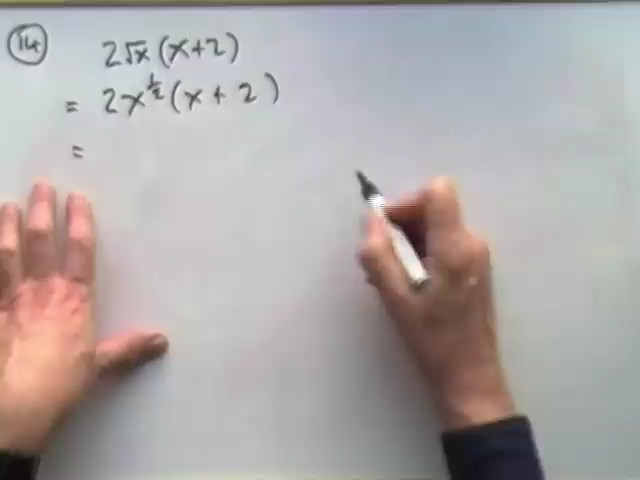 14 2√x (x+2)
= 2x^½ (x + 2)
=